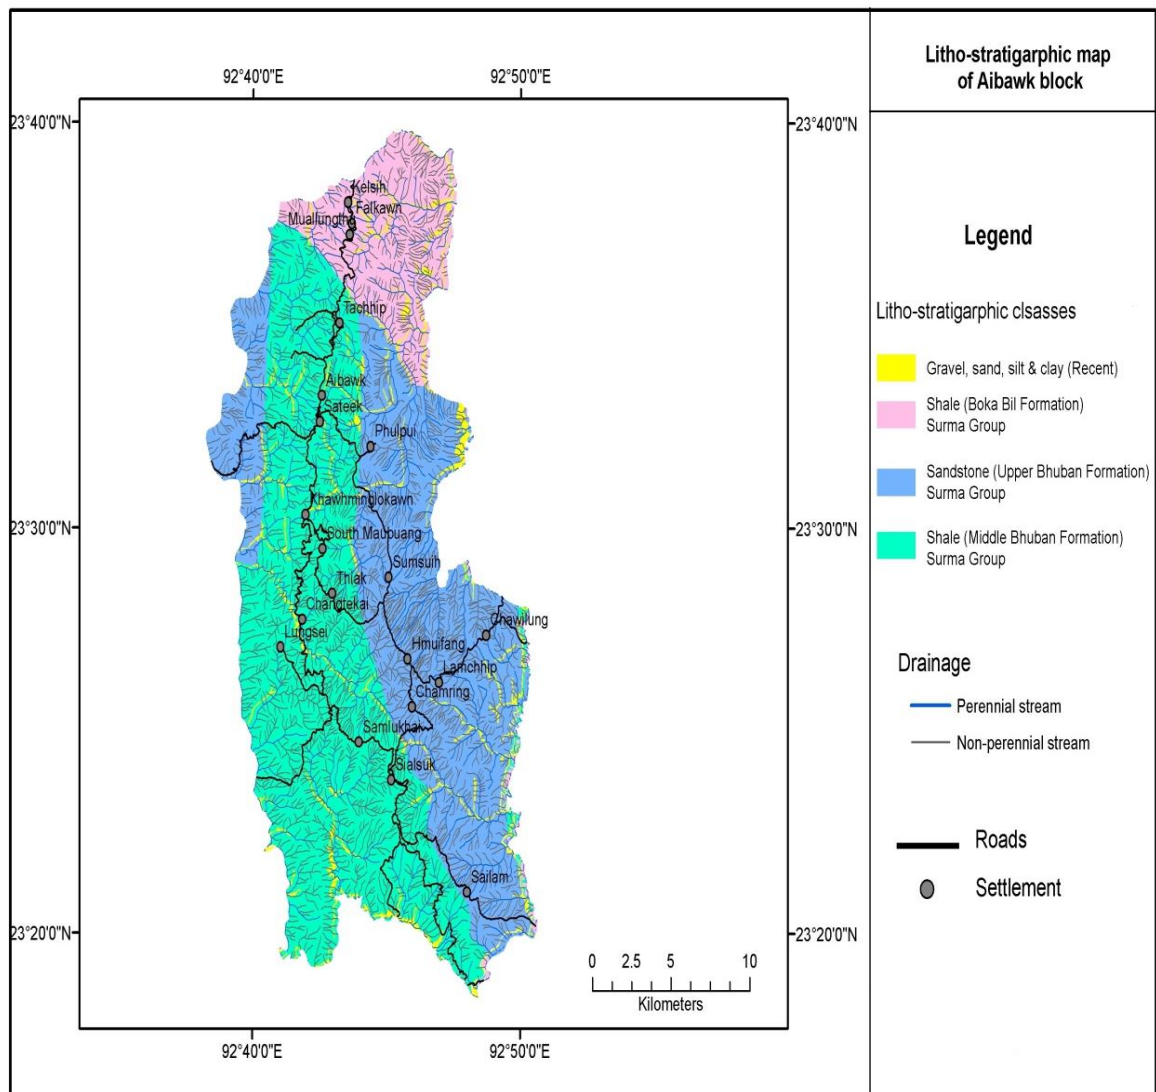 Litho-stratigarphic map
of Aibawk block
92°40'0"E
92°50'0"E
23°40'0"N
23°40'0"N
Kelsih
Falkawn
Muallungthu
Tachhip
Aibawk
Sateek
Phulpui
Khawhminglokawn
23°30'0"N
23°30'0"N
South Maubuang
Sumsuih
Thiak
Changtekai
Chawilung
Lungsei
Hmuifang
Lamchhip
Chamring
Samlukhai
Sialsuk
Sailam
23°20'0"N
23°20'0"N
0 2.5 5 10
Kilometers
92°40'0"E
92°50'0"E
Legend
Litho-stratigarphic clsasses
Gravel, sand, silt & clay (Recent)
Shale (Boka Bil Formation)
Surma Group
Sandstone (Upper Bhuban Formation)
Surma Group
Shale (Middle Bhuban Formation)
Surma Group
Drainage
Perennial stream
Non-perennial stream
Roads
Settlement